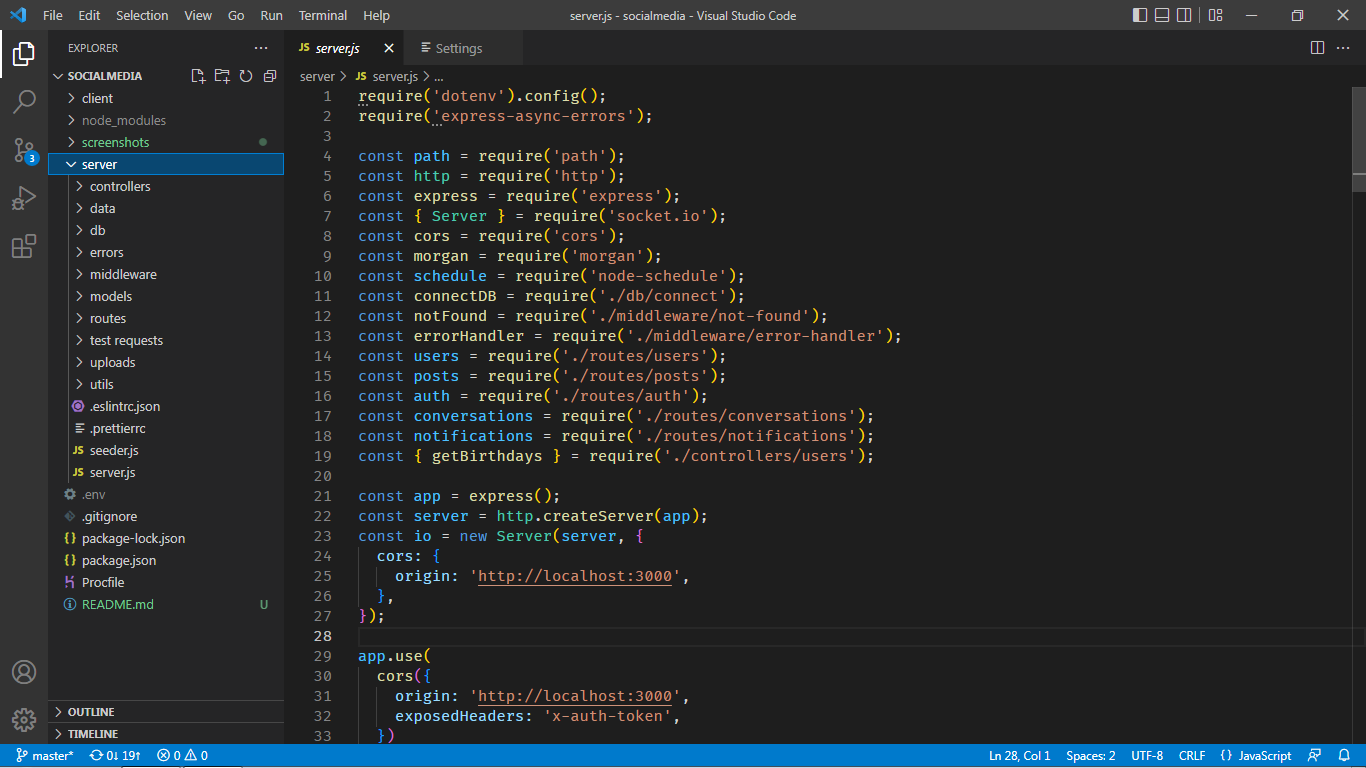 File Edit Selection View Go Run Terminal Help
server.js - socialmedia - Visual Studio Code
EXPLORER
SOCIALMEDIA
client
node_modules
screenshots
server
controllers
data
db
errors
middleware
models
routes
test requests
uploads
utils
.eslintrc.json
.prettierrc
JS seeder.js
JS server.js
.env
.gitignore
{} package-lock.json
{} package.json
Procfile
README.md U
OUTLINE
TIMELINE
JS server.js
Settings
server > JS server.js > ...
1 require('dotenv').config();
2 require('express-async-errors');
3
4 const path = require('path');
5 const http = require('http');
6 const express = require('express');
7 const { Server } = require('socket.io');
8 const cors = require('cors');
9 const morgan = require('morgan');
10 const schedule = require('node-schedule');
11 const connectDB = require('./db/connect');
12 const notFound = require('./middleware/not-found');
13 const errorHandler = require('./middleware/error-handler');
14 const users = require('./routes/users');
15 const posts = require('./routes/posts');
16 const auth = require('./routes/auth');
17 const conversations = require('./routes/conversations');
18 const notifications = require('./routes/notifications');
19 const { getBirthdays } = require('./controllers/users');
20
21 const app = express();
22 const server = http.createServer(app);
23 const io = new Server(server, {
24 cors: {
25 origin: 'http://localhost:3000',
26 },
27 });
28
29 app.use(
30 cors({
31 origin: 'http://localhost:3000',
32 exposedHeaders: 'x-auth-token',
33 })
3
master* 0↓ 19↑ 0 0
Ln 28, Col 1 Spaces: 2 UTF-8 CRLF {} JavaScript